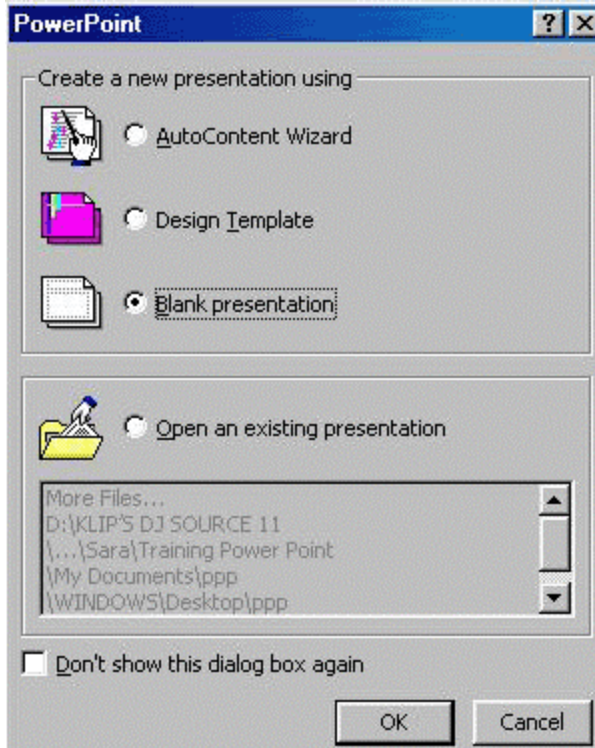 PowerPoint
Create a new presentation using
AutoContent Wizard
Design Template
Blank presentation
Open an existing presentation
More Files...
D:\KLIP'S DJ SOURCE 11
\...\Sara\Training Power Point
\My Documents\ppp
\WINDOWS\Desktop\ppp
Don't show this dialog box again
OK Cancel